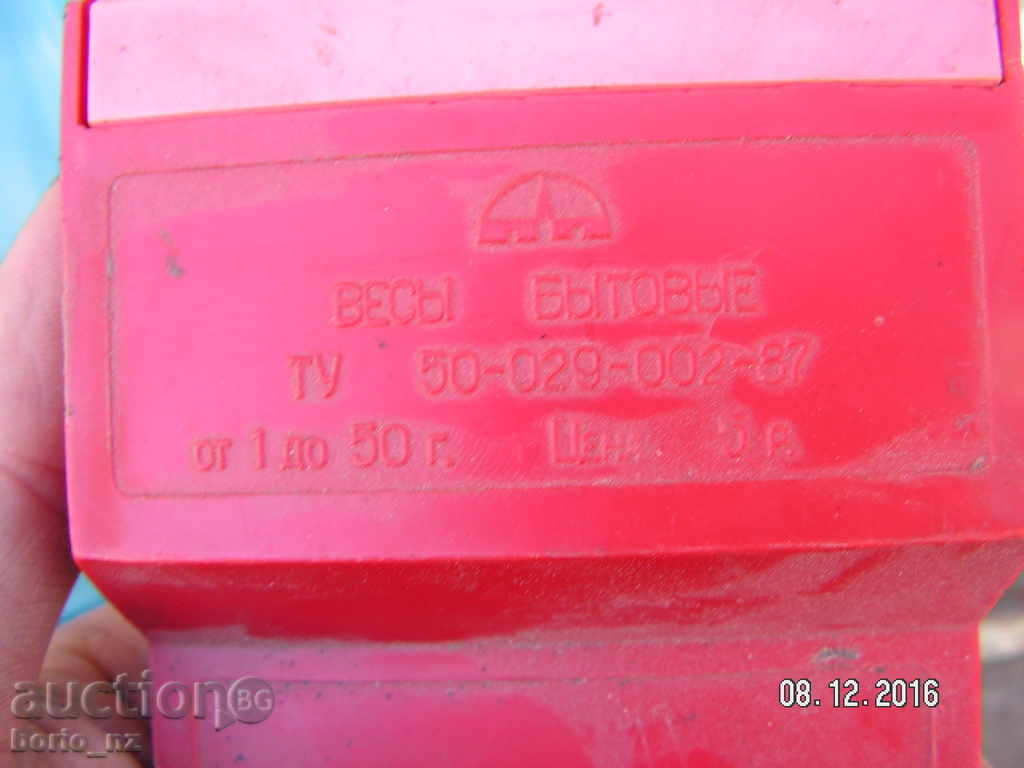 ВЕСЫ БЫТОВЫЕ
ТУ 50-029-002-87
от 1 до 50 г.
08.12.2016
auction BG
borio_nz